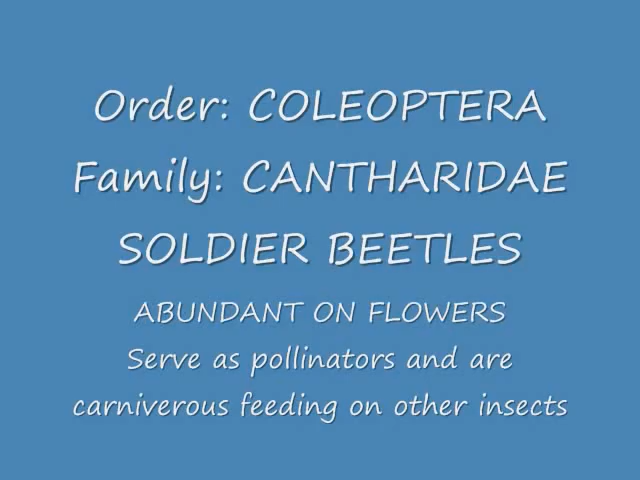 Order: COLEOPTERA
Family: CANTHARIDAE
SOLDIER BEETLES
ABUNDANT ON FLOWERS
Serve as pollinators and are
carniverous feeding on other insects